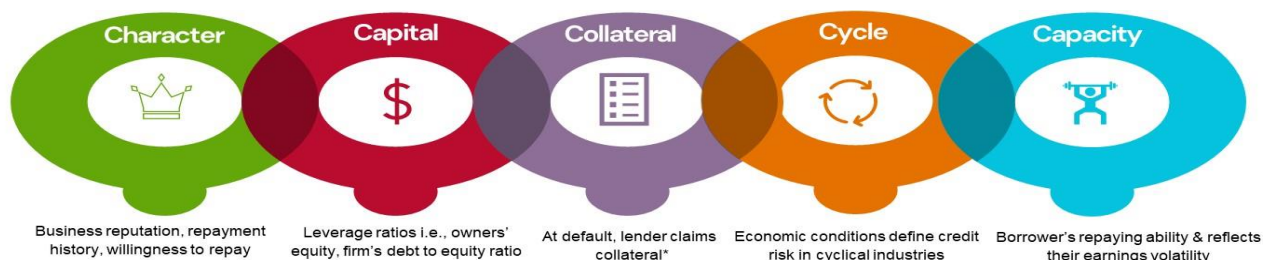 Character
Capital
Collateral
Cycle
Capacity
$
Business reputation, repayment
history, willingness to repay
Leverage ratios i.e., owners'
equity, firm's debt to equity ratio
At default, lender claims
collateral*
Economic conditions define credit
risk in cyclical industries
Borrower's repaying ability & reflects
their earnings volatility